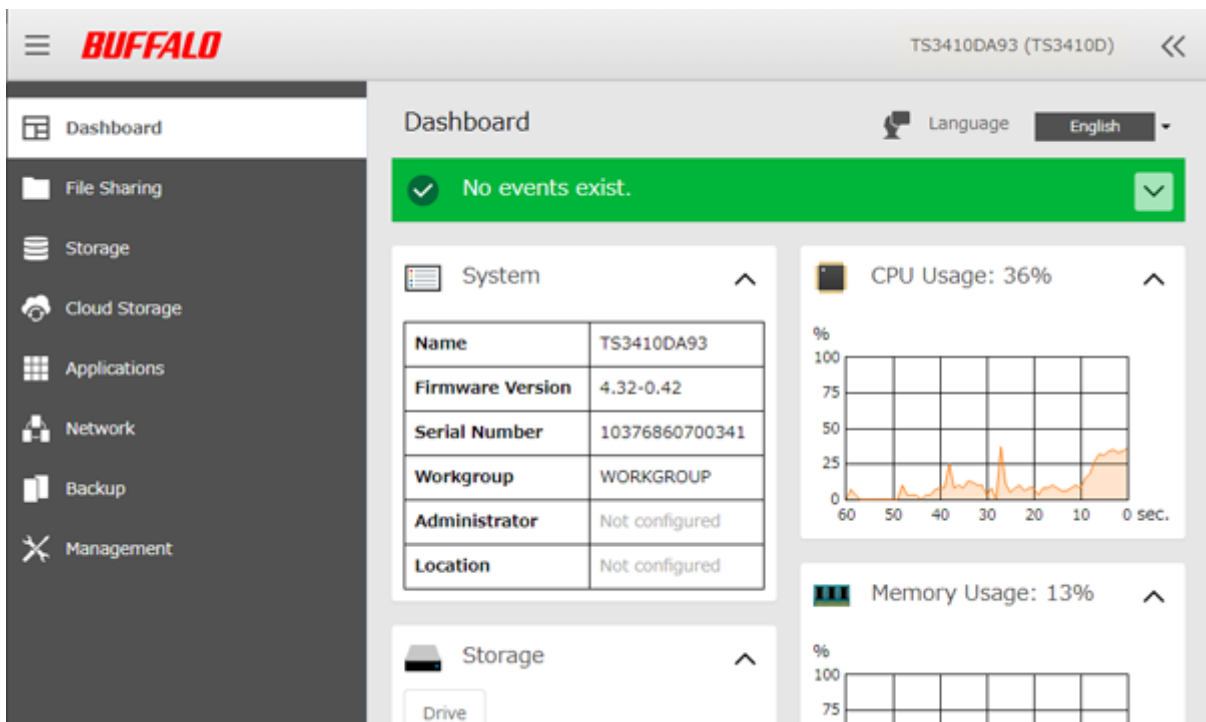 BUFFALO
TS3410DA93 (TS3410D)
Dashboard
File Sharing
Storage
Cloud Storage
Applications
Network
Backup
Management
Dashboard
Language
English
No events exist.
System
Name TS3410DA93
Firmware Version 4.32-0.42
Serial Number 10376860700341
Workgroup WORKGROUP
Administrator Not configured
Location Not configured
Storage
Drive
CPU Usage: 36%
%
100
75
50
25
0
60 50 40 30 20 10 0 sec.
Memory Usage: 13%
%
100
75